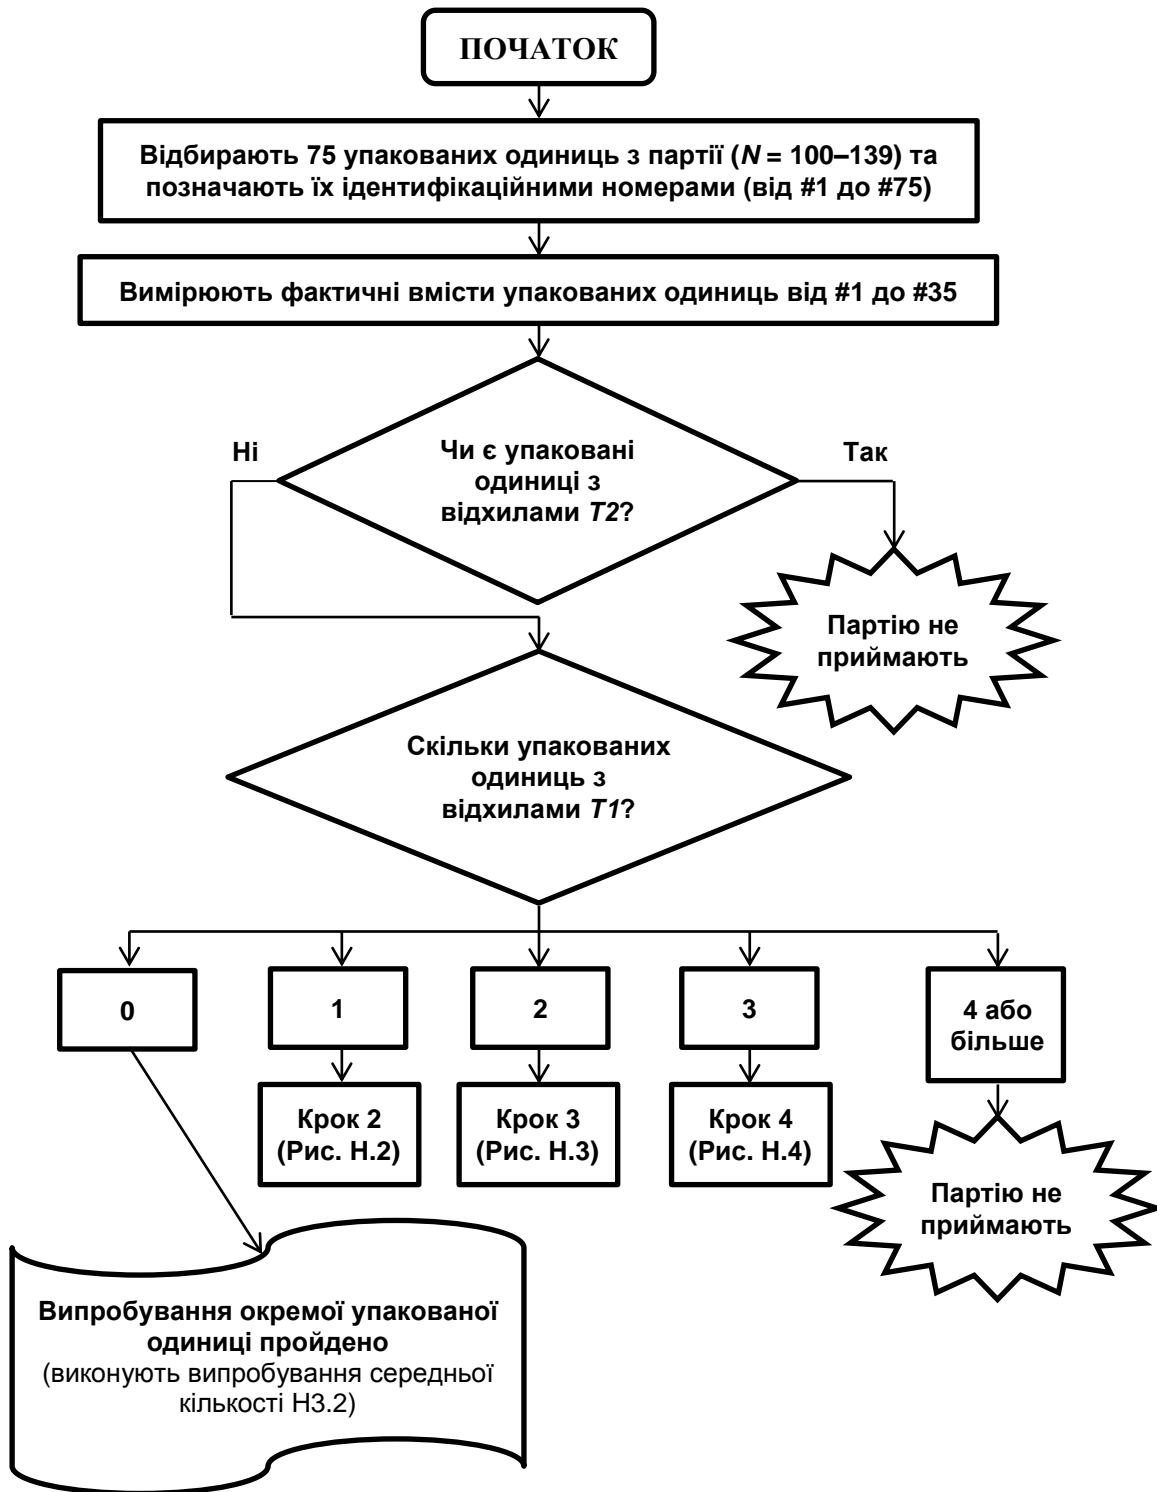 ПОЧАТОК
Відбирають 75 упакованих одиниць з партії (N = 100–139) та
позначають їх ідентифікаційними номерами (від #1 до #75)
Вимірюють фактичні вмісти упакованих одиниць від #1 до #35
Ні
Так
Чи є упаковані
одиниці з
відхилами T2?
Партію не
приймають
Скільки упакованих
одиниць з
відхилами T1?
0
1
2
3
4 або
більше
Крок 2
(Рис. Н.2)
Крок 3
(Рис. Н.3)
Крок 4
(Рис. Н.4)
Партію не
приймають
Випробування окремої упакованої
одиниці пройдено
(виконують випробування середньої
кількості Н3.2)